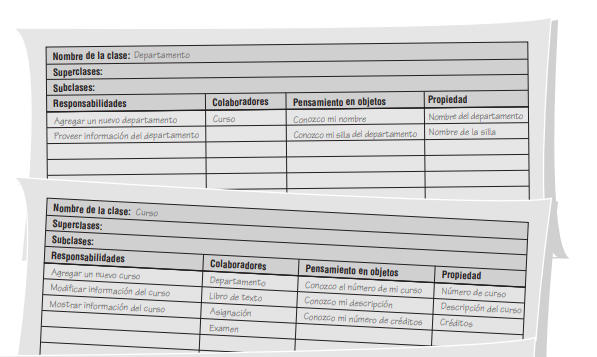 Nombre de la clase: Departamento
Superclases:
Subclases:
Responsabilidades Colaboradores Pensamiento en objetos Propiedad
Agregar un nuevo departamento Curso Conozco mi nombre Nombre del departamento
Proveer información del departamento Conozco mi silla del departamento Nombre de la silla
Nombre de la clase: Curso
Superclases:
Subclases:
Responsabilidades Colaboradores Pensamiento en objetos Propiedad
Agregar un nuevo curso Departamento Conozco el número de mi curso Número de curso
Modificar información del curso Libro de texto Conozco mi descripción Descripción del curso
Mostrar información del curso Asignación Conozco mi número de créditos Créditos
Examen